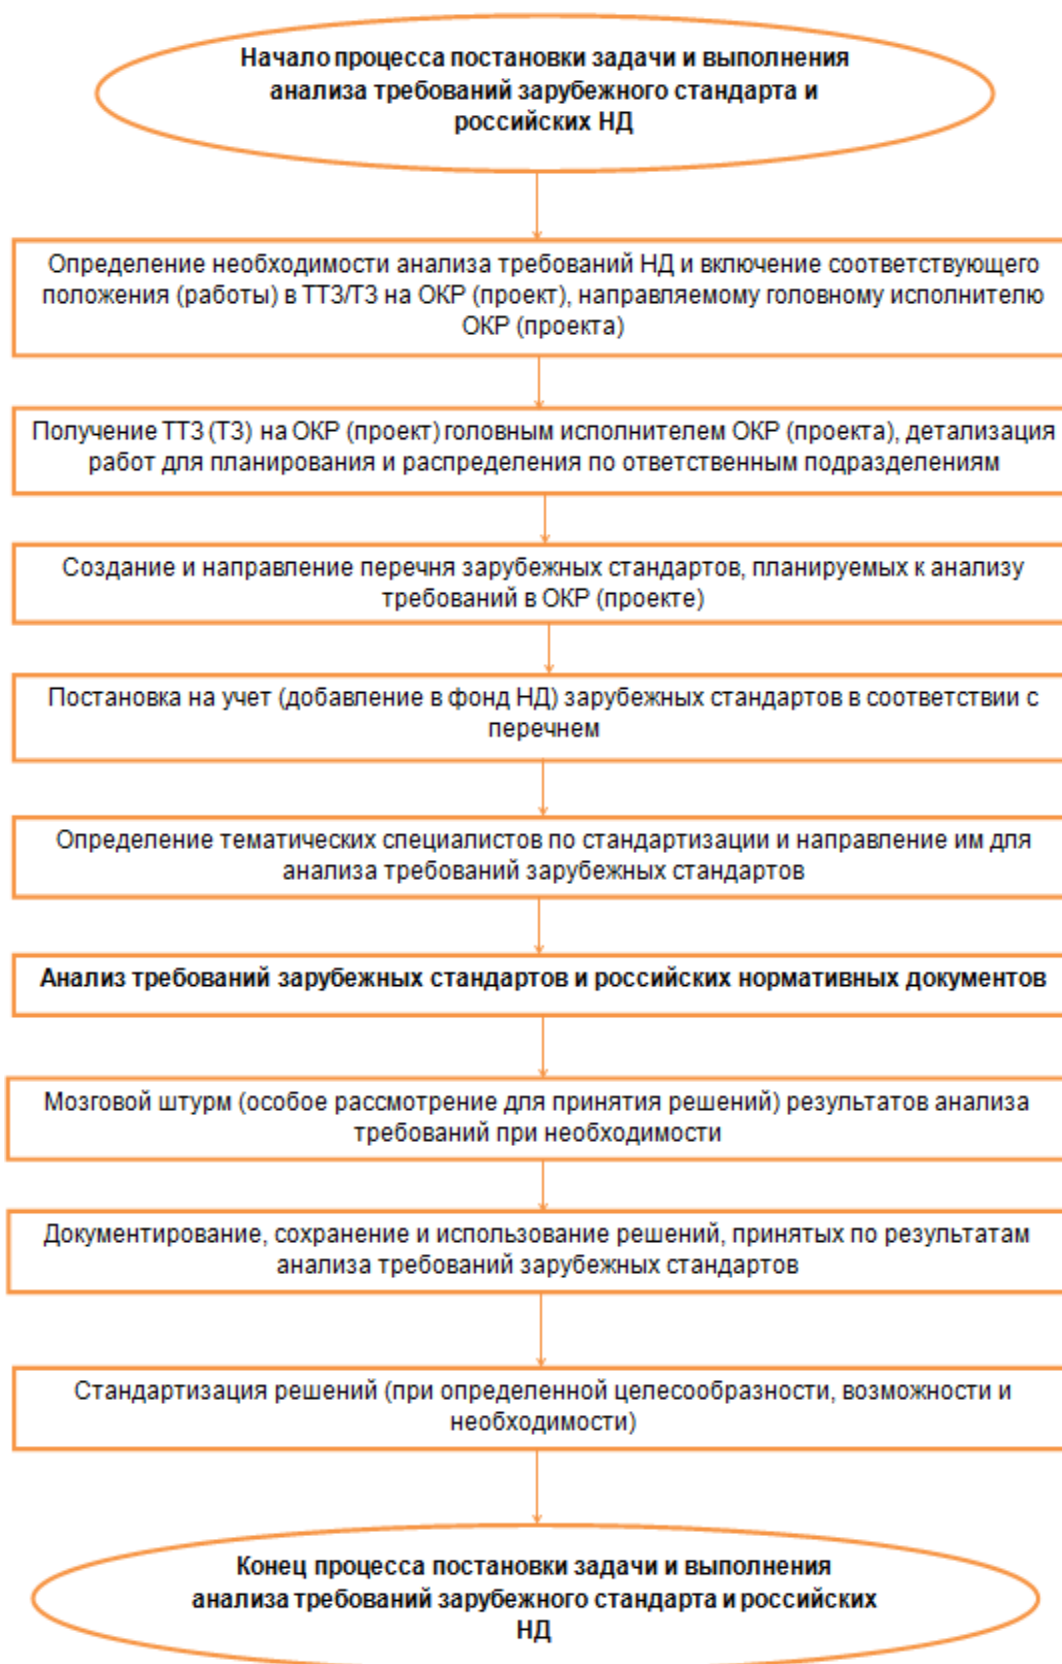 Начало процесса постановки задачи и выполнения
анализа требований зарубежного стандарта и
российских НД
Определение необходимости анализа требований НД и включение соответствующего
положения (работы) в ТТЗ/ТЗ на ОКР (проект), направляемому головному исполнителю
ОКР (проекта)
Получение ТТЗ (ТЗ) на ОКР (проект) головным исполнителем ОКР (проекта), детализация
работ для планирования и распределения по ответственным подразделениям
Создание и направление перечня зарубежных стандартов, планируемых к анализу
требований в ОКР (проекте)
Постановка на учет (добавление в фонд НД) зарубежных стандартов в соответствии с
перечнем
Определение тематических специалистов по стандартизации и направление им для
анализа требований зарубежных стандартов
Анализ требований зарубежных стандартов и российских нормативных документов
Мозговой штурм (особое рассмотрение для принятия решений) результатов анализа
требований при необходимости
Документирование, сохранение и использование решений, принятых по результатам
анализа требований зарубежных стандартов
Стандартизация решений (при определенной целесообразности, возможности и
необходимости)
Конец процесса постановки задачи и выполнения
анализа требований зарубежного стандарта и российских
НД